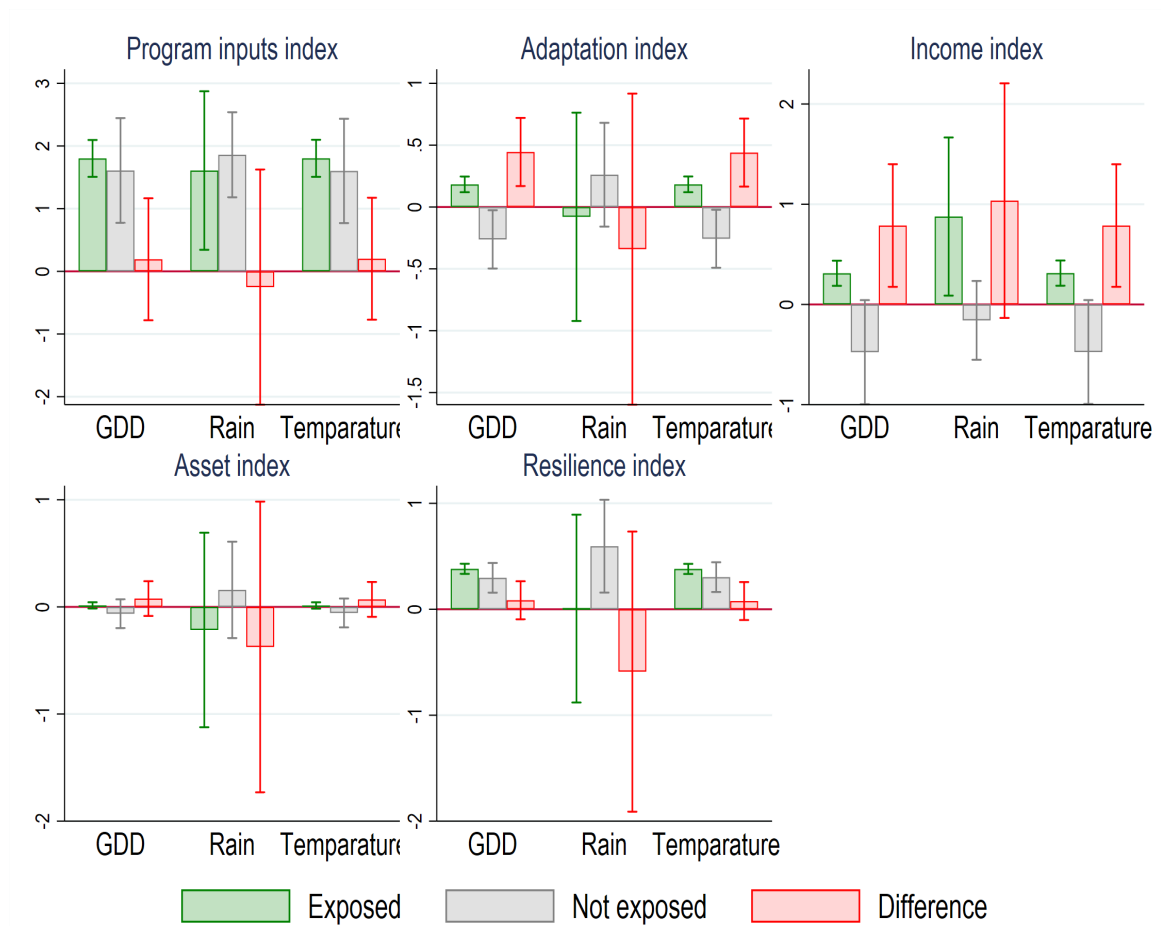 Program inputs index
Adaptation index
Income index
3
2
1
0
-1
-2
1
.5
0
-.5
-1
-1.5
2
1
0
-1
GDD Rain Temparature
GDD Rain Temparature
GDD Rain Temparature
Asset index
Resilience index
1
0
-1
-2
1
0
-1
-2
GDD Rain Temparature
GDD Rain Temparature
Exposed Not exposed Difference